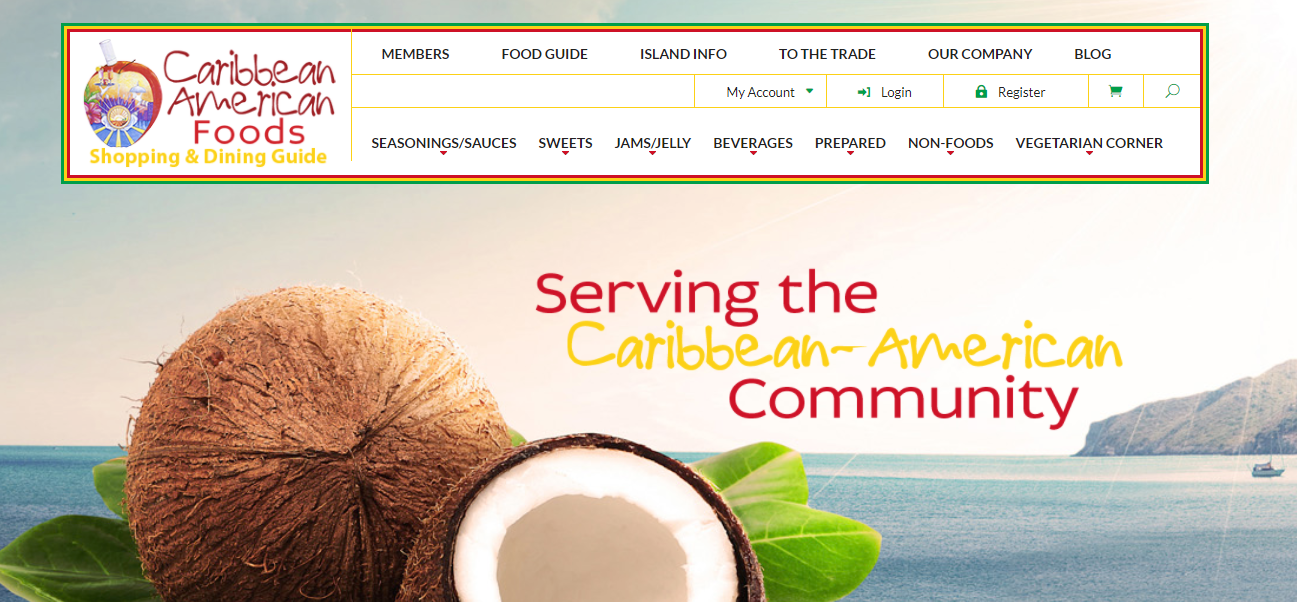 Caribbean
American
Foods
Shopping & Dining Guide
MEMBERS FOOD GUIDE ISLAND INFO TO THE TRADE OUR COMPANY BLOG
My Account Login Register
SEASONINGS/SAUCES SWEETS JAMS/JELLY BEVERAGES PREPARED NON-FOODS VEGETARIAN CORNER
Serving the
Caribbean-American
Community